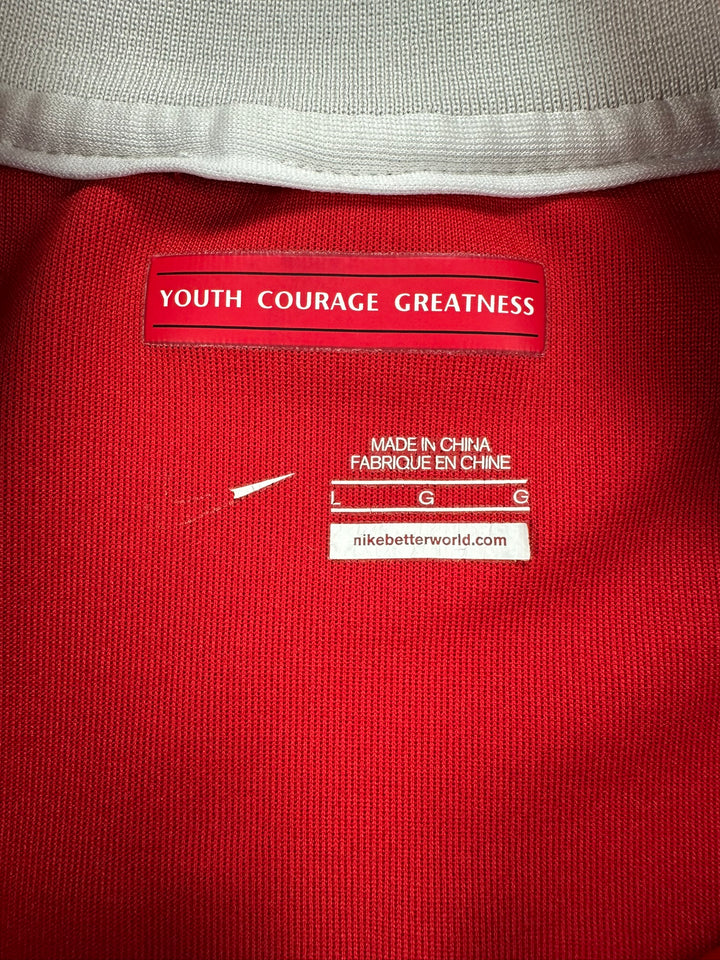 YOUTH COURAGE GREATNESS
MADE IN CHINA
FABRIQUE EN CHINE
L G G
nikebetterworld.com